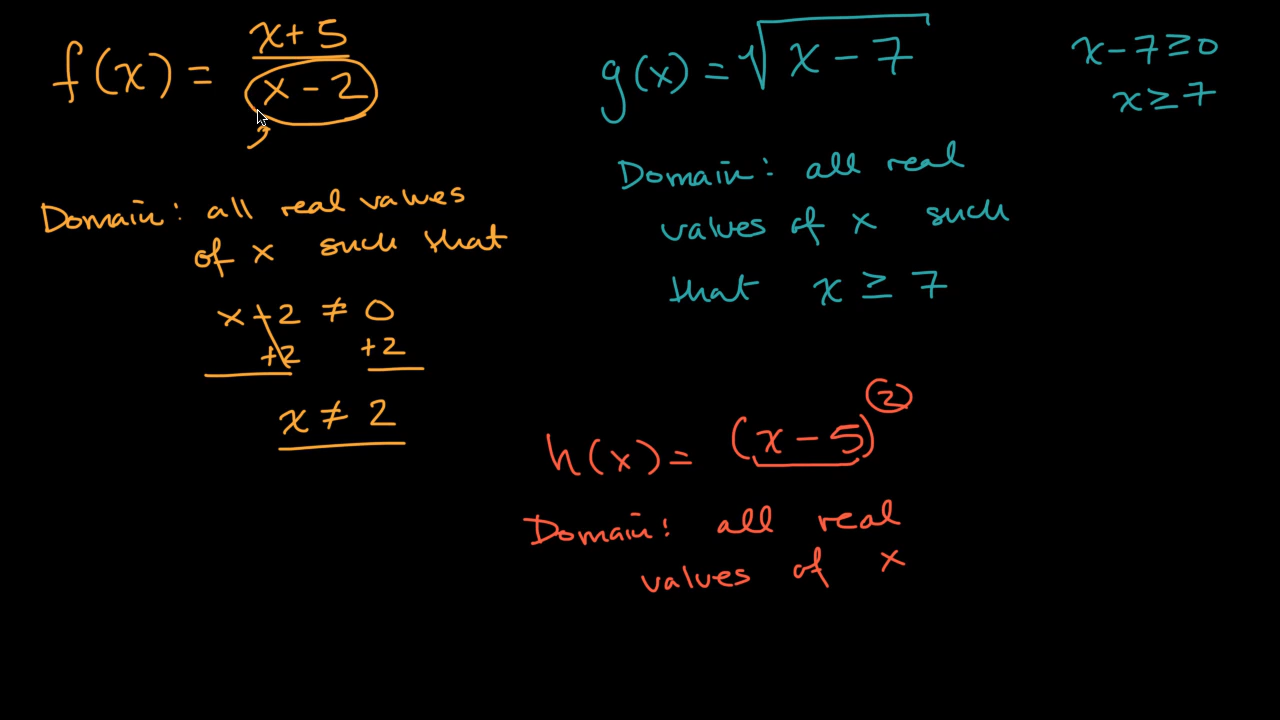 f(x) = x+5 / x-2
Domain: all real values
of x such that
x-2 ≠ 0
+2 +2
x ≠ 2
g(x) = √x-7
x-7≥0
x≥7
Domain: all real
values of x such
that x ≥ 7
h(x) = (x-5)²
Domain: all real
values of x